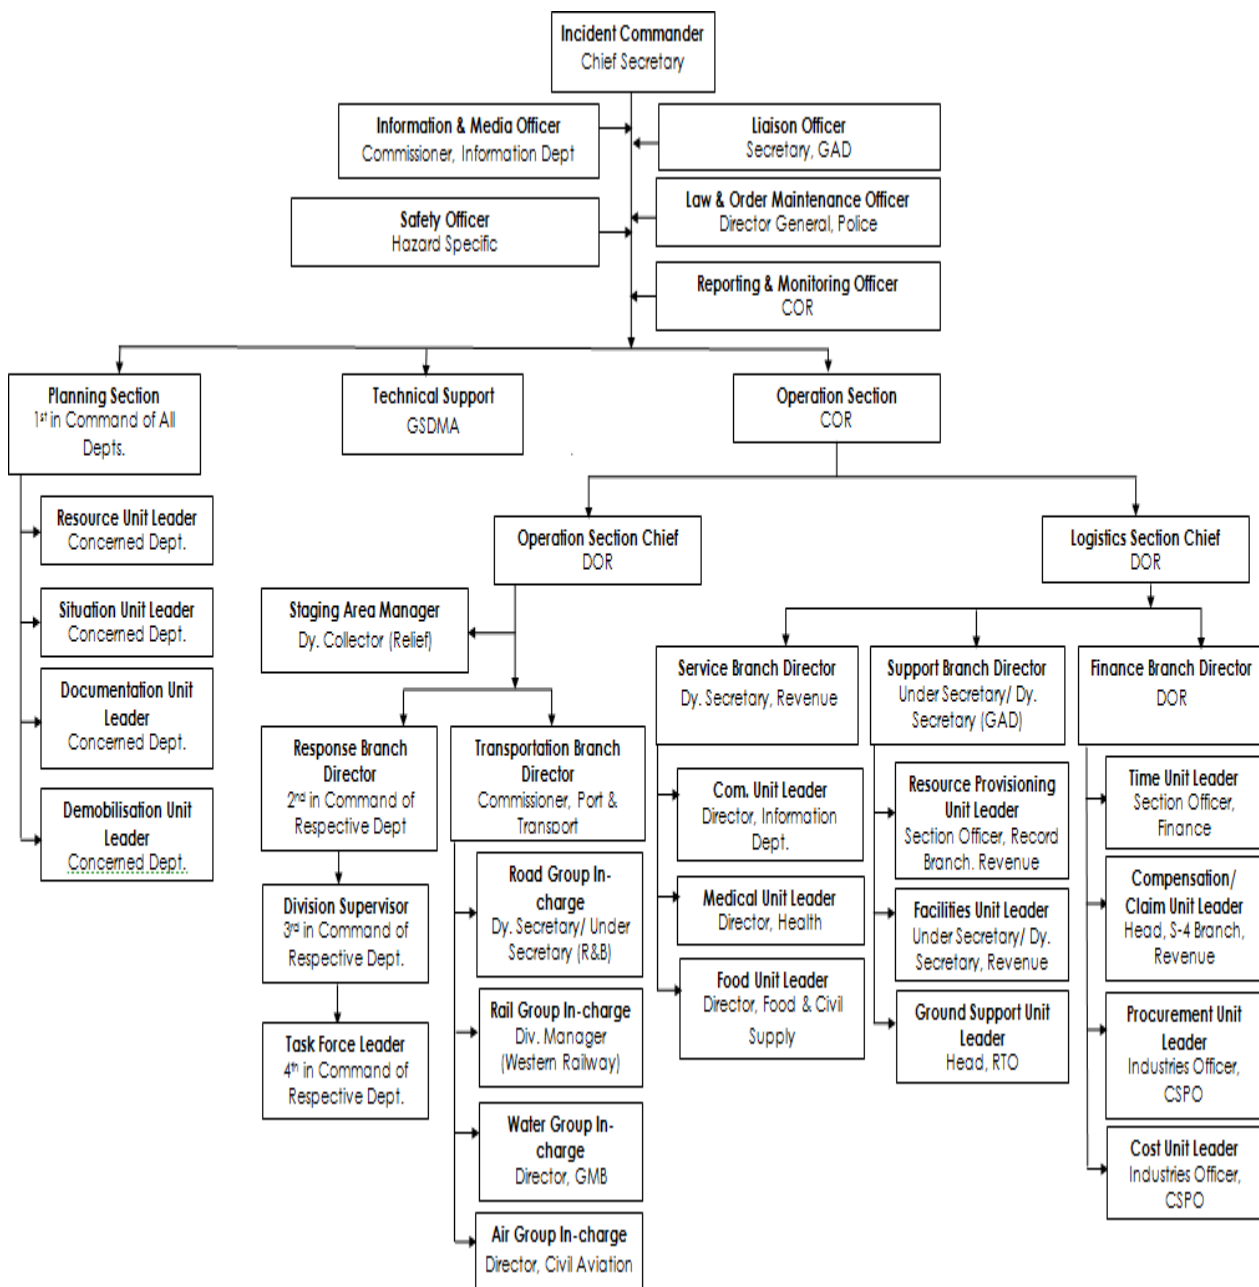 Incident Commander
Chief Secretary
Information & Media Officer
Commissioner, Information Dept
Liaison Officer
Secretary, GAD
Safety Officer
Hazard Specific
Law & Order Maintenance Officer
Director General, Police
Reporting & Monitoring Officer
COR
Planning Section
1st in Command of All
Depts.
Technical Support
GSDMA
Operation Section
COR
Resource Unit Leader
Concerned Dept.
Situation Unit Leader
Concerned Dept.
Documentation Unit
Leader
Concerned Dept.
Demobilisation Unit
Leader
Concerned Dept.
Operation Section Chief
DOR
Logistics Section Chief
DOR
Staging Area Manager
Dy. Collector (Relief)
Response Branch
Director
2nd in Command of
Respective Dept
Division Supervisor
3rd in Command of
Respective Dept.
Task Force Leader
4th in Command of
Respective Dept.
Transportation Branch
Director
Commissioner, Port &
Transport
Road Group In-
charge
Dy. Secretary/ Under
Secretary (R&B)
Rail Group In-charge
Div. Manager
(Western Railway)
Water Group In-
charge
Director, GMB
Air Group In-charge
Director, Civil Aviation
Service Branch Director
Dy. Secretary, Revenue
Com. Unit Leader
Director, Information
Dept.
Medical Unit Leader
Director, Health
Food Unit Leader
Director, Food & Civil
Supply
Support Branch Director
Under Secretary/ Dy.
Secretary (GAD)
Resource Provisioning
Unit Leader
Section Officer, Record
Branch. Revenue
Facilities Unit Leader
Under Secretary/ Dy.
Secretary, Revenue
Ground Support Unit
Leader
Head, RTO
Finance Branch Director
DOR
Time Unit Leader
Section Officer,
Finance
Compensation/
Claim Unit Leader
Head, S-4 Branch,
Revenue
Procurement Unit
Leader
Industries Officer,
CSPO
Cost Unit Leader
Industries Officer,
CSPO